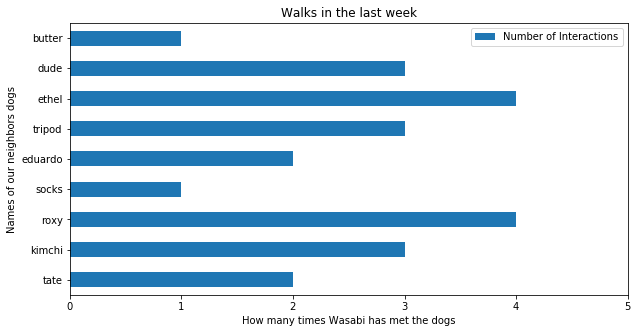 Walks in the last week
Number of Interactions
Names of our neighbors dogs
butter
dude
ethel
tripod
eduardo
socks
roxy
kimchi
tate
0 1 2 3 4 5
How many times Wasabi has met the dogs